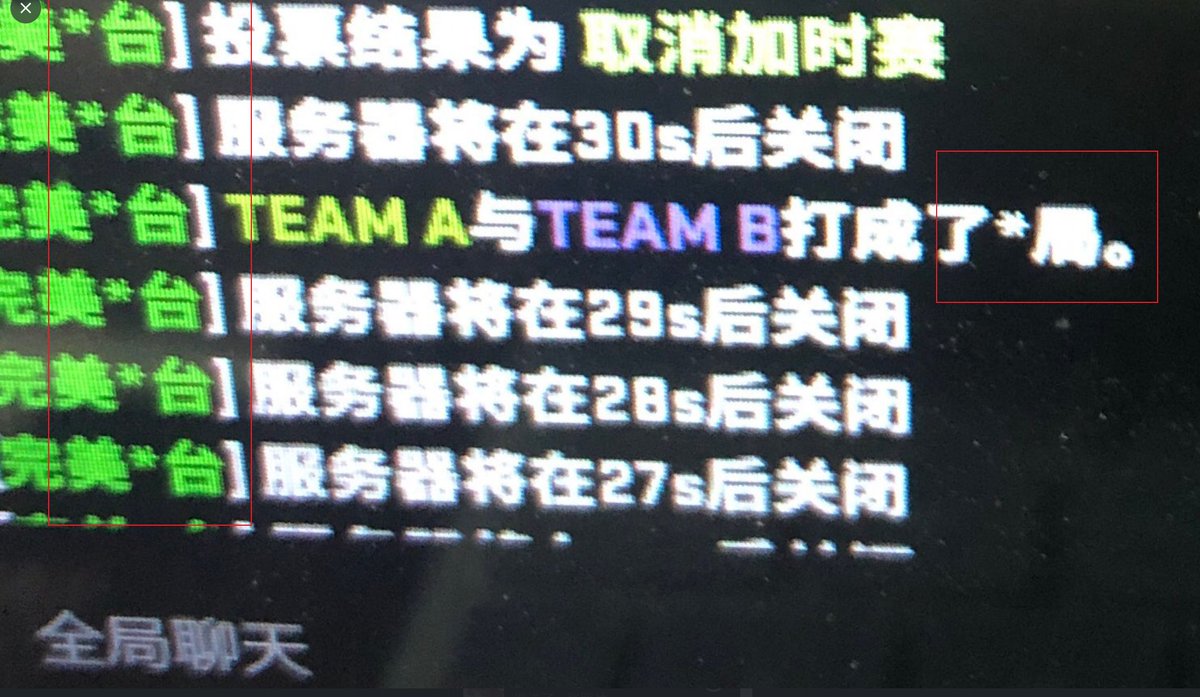 美*台] 投票结果为 取消加时赛
完美*台] 服务器将在30s后关闭
完美*台] TEAM A与TEAM B打成了*局。
完美*台] 服务器将在29s后关闭
完美*台] 服务器将在28s后关闭
[完美*台] 服务器将在27s后关闭
全局聊天